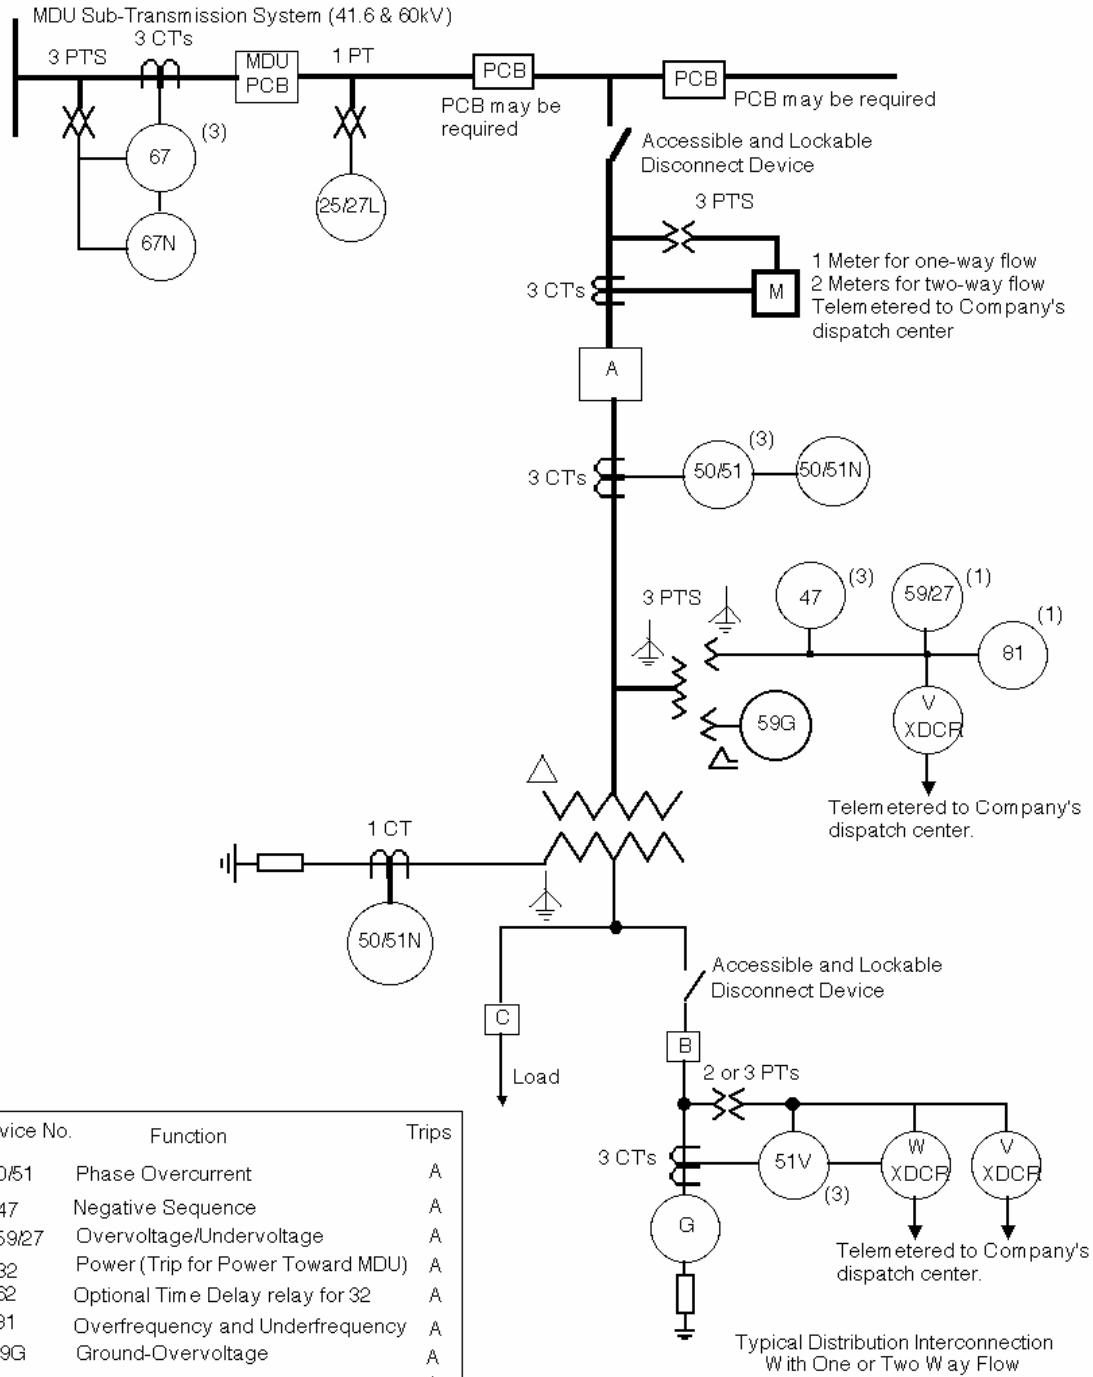 MDU Sub-Transmission System (41.6 & 60kV)
3 PT'S
3 CT's
MDU
PCB
1 PT
PCB
PCB may be
required
PCB
PCB may be required
67
(3)
67N
25/27L
Accessible and Lockable
Disconnect Device
3 PT'S
3 CT's
M
1 Meter for one-way flow
2 Meters for two-way flow
Telemetered to Company's
dispatch center
A
3 CT's
50/51
(3)
50/51N
3 PT'S
47
(3)
59/27
(1)
81
(1)
59G
V
XDCR
Telemetered to Company's
dispatch center.
1 CT
50/51N
Accessible and Lockable
Disconnect Device
C
B
Load
2 or 3 PT's
3 CT's
51V
(3)
W
XDCR
V
XDCR
G
Telemetered to Company's
dispatch center.
Typical Distribution Interconnection
With One or Two Way Flow
vice No. Function Trips
0/51 Phase Overcurrent A
47 Negative Sequence A
59/27 Overvoltage/Undervoltage A
32 Power (Trip for Power Toward MDU) A
62 Optional Time Delay relay for 32 A
81 Overfrequency and Underfrequency A
9G Ground-Overvoltage A